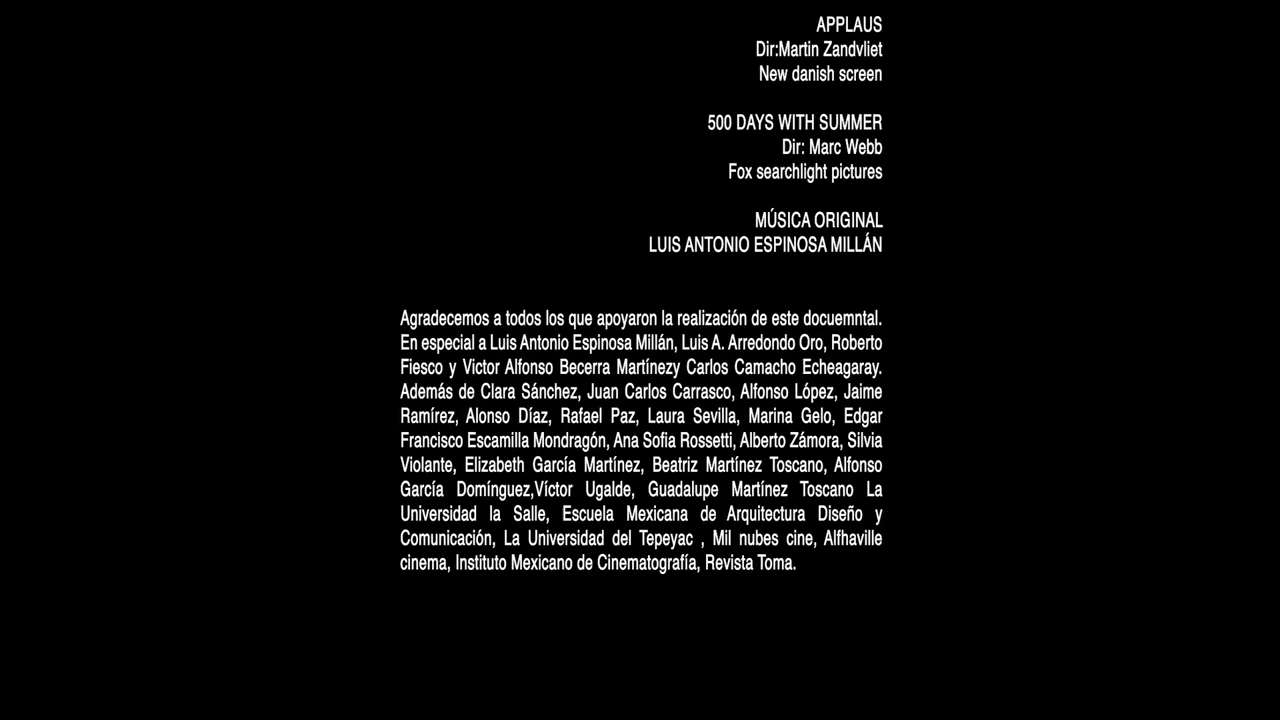 APPLAUS
Dir:Martin Zandvliet
New danish screen
500 DAYS WITH SUMMER
Dir: Marc Webb
Fox searchlight pictures
MÚSICA ORIGINAL
LUIS ANTONIO ESPINOSA MILLÁN
Agradecemos a todos los que apoyaron la realización de este docuemntal.
En especial a Luis Antonio Espinosa Millán, Luis A. Arredondo Oro, Roberto
Fiesco y Victor Alfonso Becerra Martínezy Carlos Camacho Echeagaray.
Además de Clara Sánchez, Juan Carlos Carrasco, Alfonso López, Jaime
Ramírez, Alonso Díaz, Rafael Paz, Laura Sevilla, Marina Gelo, Edgar
Francisco Escamilla Mondragón, Ana Sofia Rossetti, Alberto Zámora, Silvia
Violante, Elizabeth García Martínez, Beatriz Martínez Toscano, Alfonso
García Domínguez,Víctor Ugalde, Guadalupe Martínez Toscano La
Universidad la Salle, Escuela Mexicana de Arquitectura Diseño y
Comunicación, La Universidad del Tepeyac , Mil nubes cine, Alfhaville
cinema, Instituto Mexicano de Cinematografía, Revista Toma.